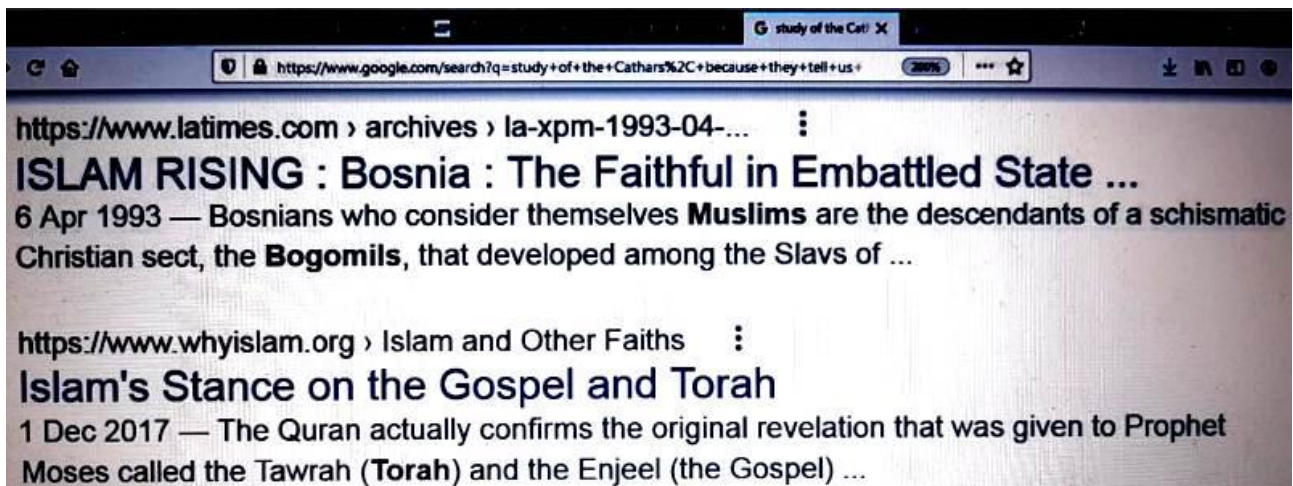 G study of the Cat
https://www.google.com/search?q=study+of+the+Cathars%2C+because+they+tell+us+ 200% ...
https://www.latimes.com › archives › la-xpm-1993-04-...
ISLAM RISING : Bosnia : The Faithful in Embattled State ...
6 Apr 1993 — Bosnians who consider themselves Muslims are the descendants of a schismatic
Christian sect, the Bogomils, that developed among the Slavs of ...
https://www.whyislam.org › Islam and Other Faiths
Islam's Stance on the Gospel and Torah
1 Dec 2017 — The Quran actually confirms the original revelation that was given to Prophet
Moses called the Tawrah (Torah) and the Enjeel (the Gospel) ...